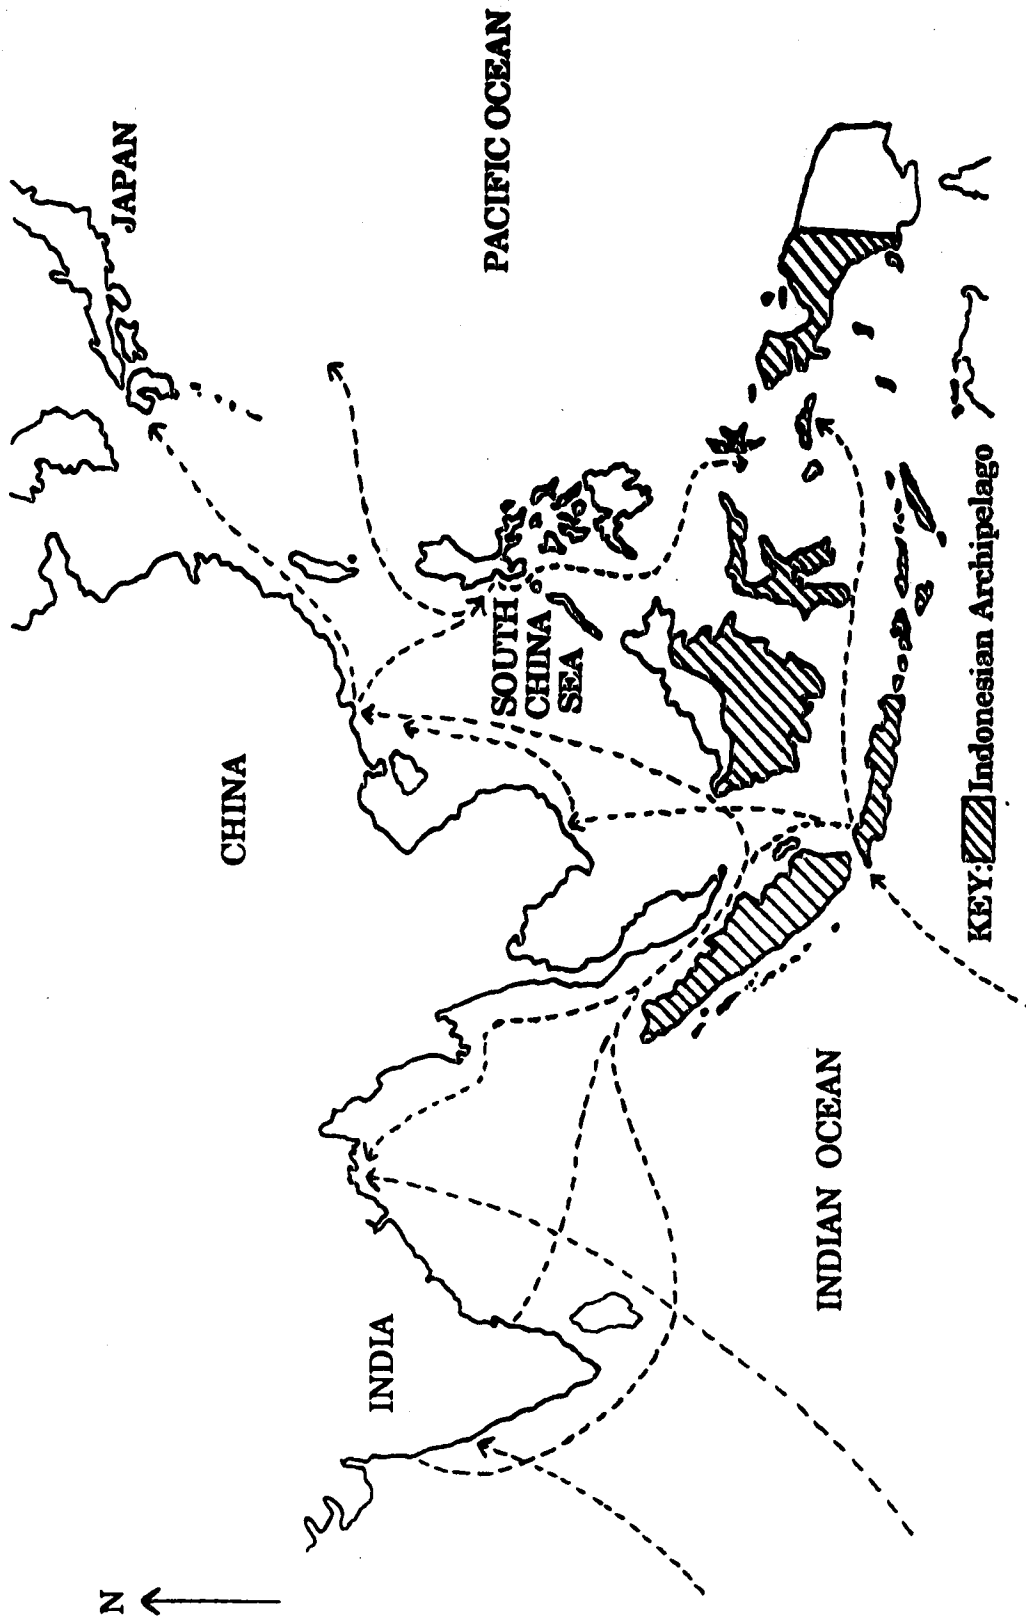 N
JAPAN
CHINA
PACIFIC OCEAN
INDIA
SOUTH
CHINA
SEA
INDIAN OCEAN
KEY: Indonesian Archipelago